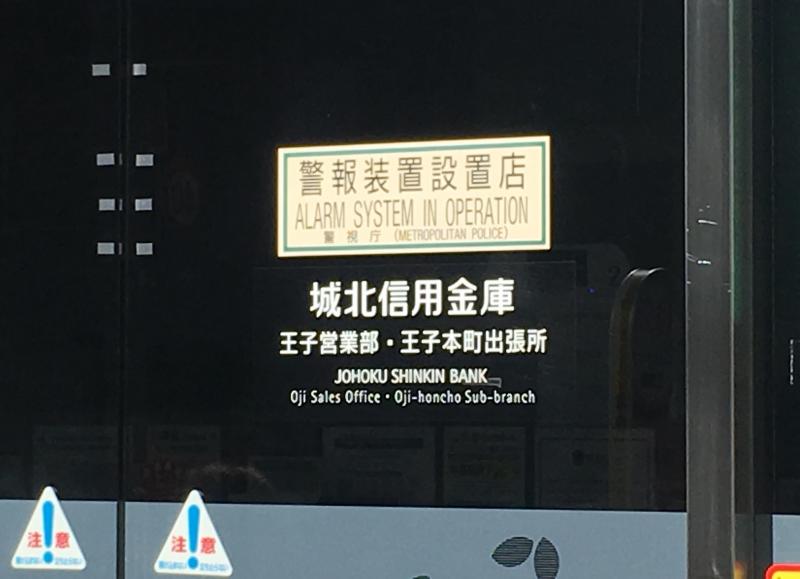 警報装置設置店
ALARM SYSTEM IN OPERATION
警視庁 (METROPOLITAN POLICE)
城北信用金庫
王子営業部・王子本町出張所
JOHOKU SHINKIN BANK
Oji Sales Office・Oji-honcho Sub-branch
注意
注意